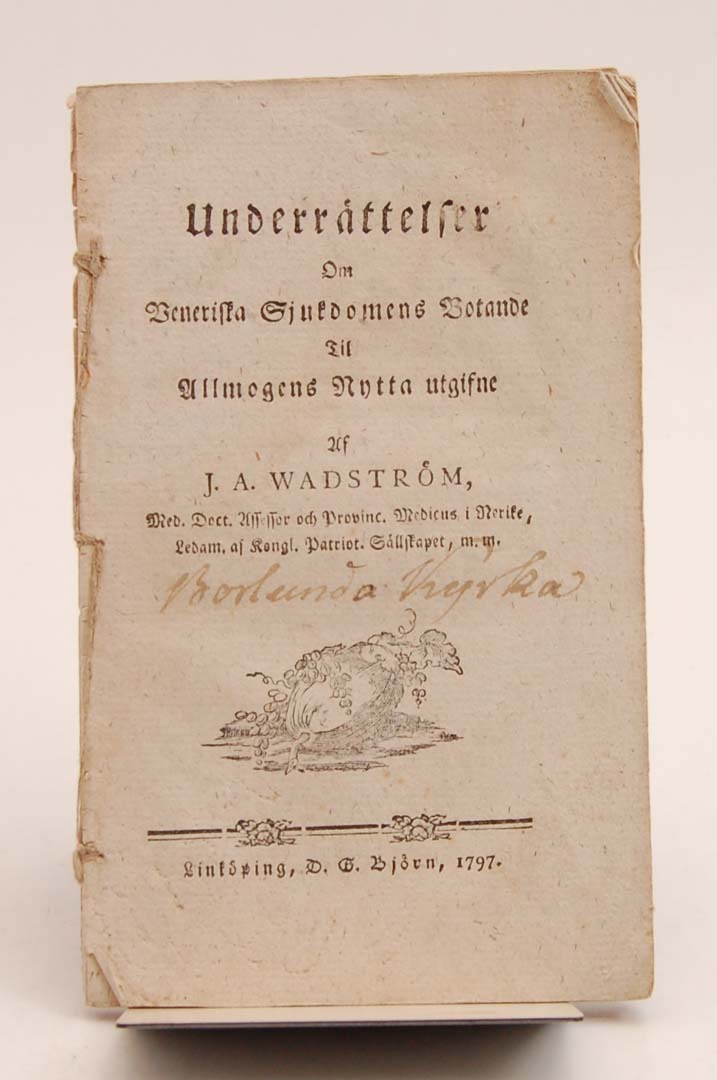 Underrättelser
Om
Veneriska Sjukdomens Botande
Til
Allmogens Nytta utgifne
Af
J. A. WADSTRÖM,
Med. Doct. Assessor och Provinc. Medicus i Nerike,
Ledam. af Kongl. Patriot. Sällskapet, m. m.
Borlunda Kyrka
Linköping, D. G. Björn, 1797.